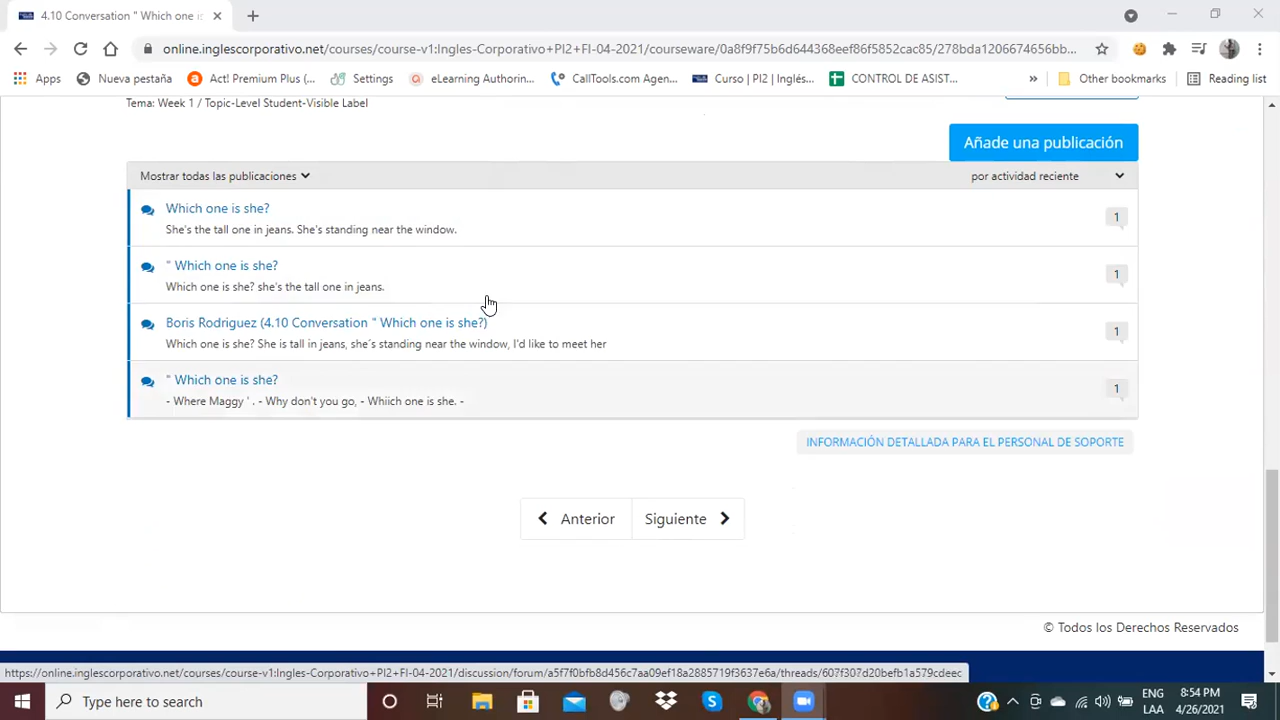 4.10 Conversation " Which one is
online.inglescorporativo.net/courses/course-v1:Ingles-Corporativo+PI2+FI-04-2021/courseware/0a8f9f75b6d644368eef86f5852cac85/278bda1206674656bb...
Apps Nueva pestaña Act! Premium Plus (... Settings eLearning Authorin... CallTools.com Agen... Curso | PI2 | Inglés... CONTROL DE ASIST... » Other bookmarks Reading list
Tema: Week 1 / Topic-Level Student-Visible Label
Añade una publicación
Mostrar todas las publicaciones por actividad reciente
Which one is she?
She's the tall one in jeans. She's standing near the window. 1
" Which one is she?
Which one is she? she's the tall one in jeans. 1
Boris Rodriguez (4.10 Conversation " Which one is she?)
Which one is she? She is tall in jeans, she´s standing near the window, I'd like to meet her 1
" Which one is she?
- Where Maggy ' . - Why don't you go, - Whiich one is she. - 1
INFORMACIÓN DETALLADA PARA EL PERSONAL DE SOPORTE
Anterior Siguiente
© Todos los Derechos Reservados
https://online.inglescorporativo.net/courses/course-v1:Ingles-Corporativo+PI2+FI-04-2021/discussion/forum/a5f7f0bfb8d456c7aa09ef18a2885719f3637e6a/threads/607f307d20befb1a579cdeec
Type here to search ENG 8:54 PM
LAA 4/26/2021